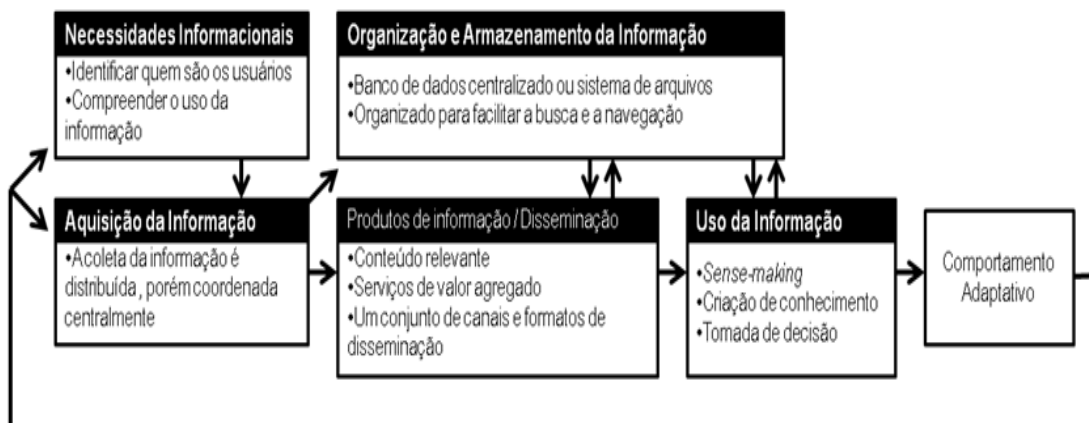 Necessidades Informacionais
•Identificar quem são os usuários
•Compreender o uso da
informação
Organização e Armazenamento da Informação
•Banco de dados centralizado ou sistema de arquivos
•Organizado para facilitar a busca e a navegação
Aquisição da Informação
•Acoleta da informação é
distribuída , porém coordenada
centralmente
Produtos de informação / Disseminação
•Conteúdo relevante
•Serviços de valor agregado
•Um conjunto de canais e formatos de
disseminação
Uso da Informação
•Sense-making
•Criação de conhecimento
•Tomada de decisão
Comportamento
Adaptativo